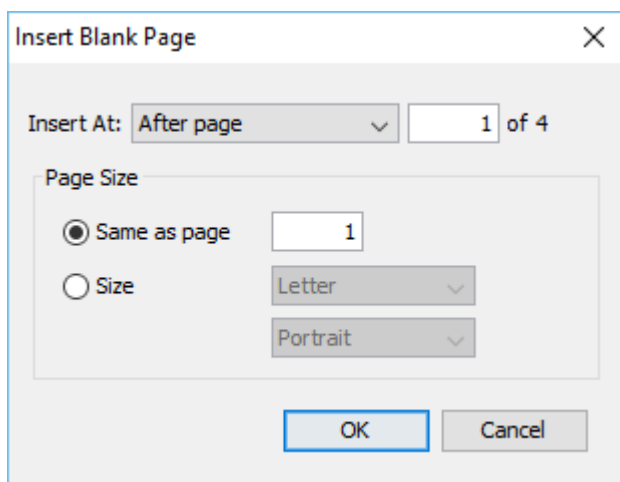 Insert Blank Page
Insert At: After page 1 of 4
Page Size
Same as page 1
Size Letter
Portrait
OK Cancel